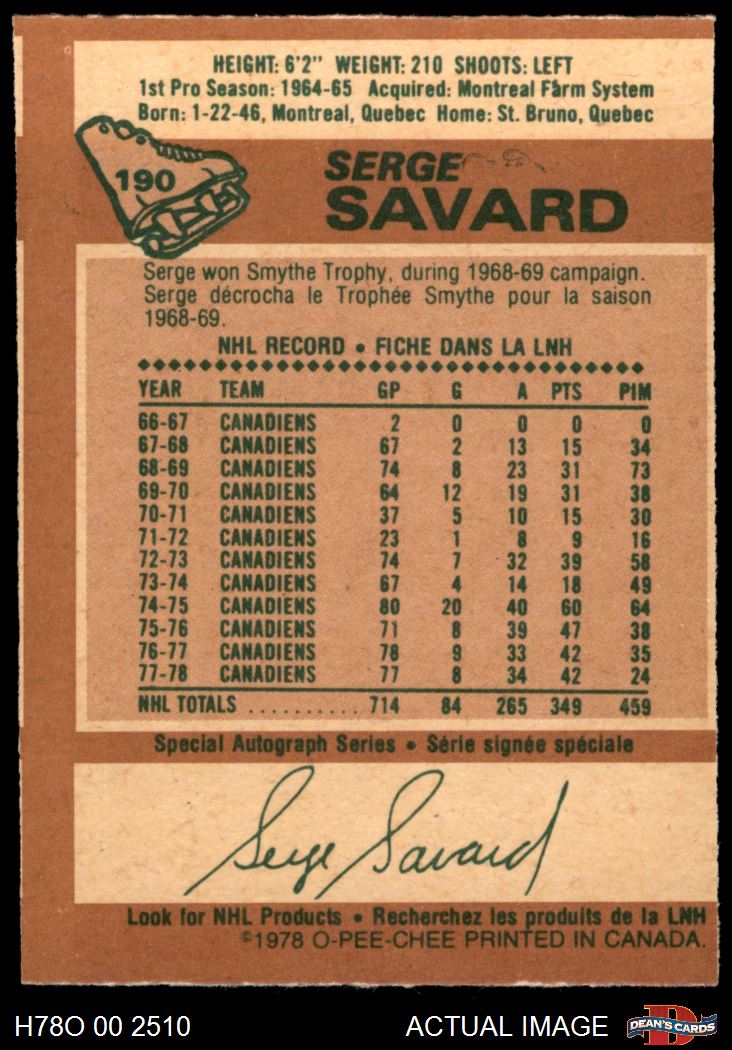 HEIGHT: 6'2" WEIGHT: 210 SHOOTS: LEFT
1st Pro Season: 1964-65 Acquired: Montreal Farm System
Born: 1-22-46, Montreal, Quebec Home: St. Bruno, Quebec
190
SERGE
SAVARD
Serge won Smythe Trophy, during 1968-69 campaign.
Serge décrocha le Trophée Smythe pour la saison
1968-69.
NHL RECORD • FICHE DANS LA LNH
YEAR TEAM GP G A PTS PIM
66-67 CANADIENS 2 0 0 0 0
67-68 CANADIENS 67 2 13 15 34
68-69 CANADIENS 74 8 23 31 73
69-70 CANADIENS 64 12 19 31 38
70-71 CANADIENS 37 5 10 15 30
71-72 CANADIENS 23 1 8 9 16
72-73 CANADIENS 74 7 32 39 58
73-74 CANADIENS 67 4 14 18 49
74-75 CANADIENS 80 20 40 60 64
75-76 CANADIENS 71 8 39 47 38
76-77 CANADIENS 78 9 33 42 35
77-78 CANADIENS 77 8 34 42 24
NHL TOTALS .......... 714 84 265 349 459
Special Autograph Series • Série signée spéciale
Serge Savard
Look for NHL Products • Recherchez les produits de la LNH
©1978 O-PEE-CHEE PRINTED IN CANADA.
H78O 00 2510 ACTUAL IMAGE D DEAN'S CARDS